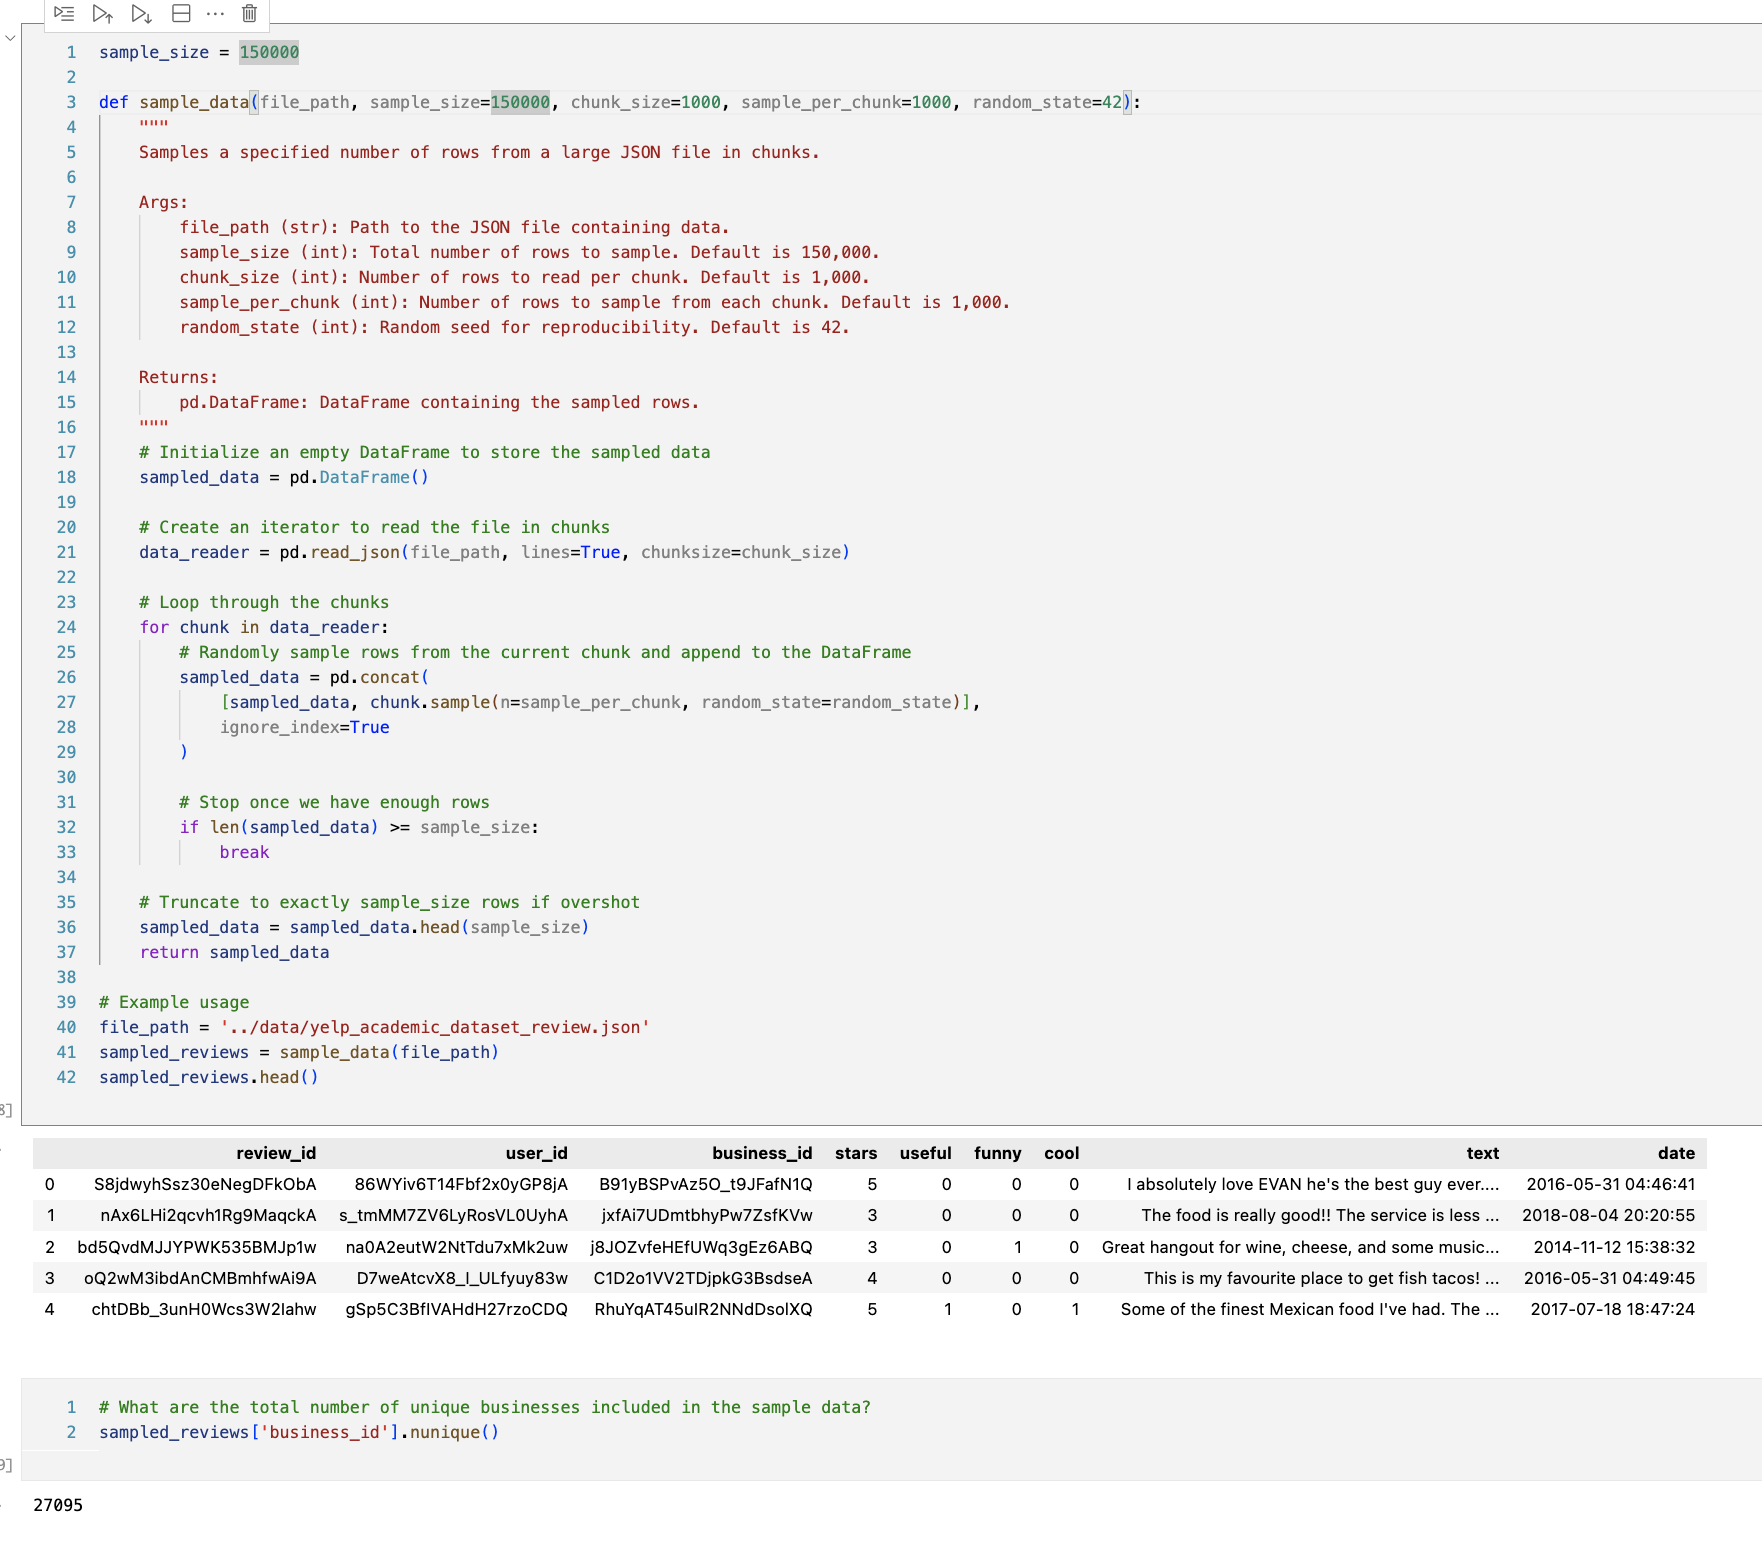 1 sample_size = 150000
2
3 def sample_data(file_path, sample_size=150000, chunk_size=1000, sample_per_chunk=1000, random_state=42):
4     """
5     Samples a specified number of rows from a large JSON file in chunks.
6
7     Args:
8         file_path (str): Path to the JSON file containing data.
9         sample_size (int): Total number of rows to sample. Default is 150,000.
10         chunk_size (int): Number of rows to read per chunk. Default is 1,000.
11         sample_per_chunk (int): Number of rows to sample from each chunk. Default is 1,000.
12         random_state (int): Random seed for reproducibility. Default is 42.
13
14     Returns:
15         pd.DataFrame: DataFrame containing the sampled rows.
16     """
17     # Initialize an empty DataFrame to store the sampled data
18     sampled_data = pd.DataFrame()
19
20     # Create an iterator to read the file in chunks
21     data_reader = pd.read_json(file_path, lines=True, chunksize=chunk_size)
22
23     # Loop through the chunks
24     for chunk in data_reader:
25         # Randomly sample rows from the current chunk and append to the DataFrame
26         sampled_data = pd.concat(
27             [sampled_data, chunk.sample(n=sample_per_chunk, random_state=random_state)],
28             ignore_index=True
29         )
30
31         # Stop once we have enough rows
32         if len(sampled_data) >= sample_size:
33             break
34
35     # Truncate to exactly sample_size rows if overshot
36     sampled_data = sampled_data.head(sample_size)
37     return sampled_data
38
39 # Example usage
40 file_path = '../data/yelp_academic_dataset_review.json'
41 sampled_reviews = sample_data(file_path)
42 sampled_reviews.head()
8]
review_id user_id business_id stars useful funny cool text date
0 S8jdwyhSsz30eNegDFkObA 86WYiv6T14Fbf2x0yGP8jA B91yBSPvAz5O_t9JFafN1Q 5 0 0 0 I absolutely love EVAN he's the best guy ever.... 2016-05-31 04:46:41
1 nAx6LHi2qcvh1Rg9MaqckA s_tmMM7ZV6LyRosVL0UyhA jxfAi7UDmtbhyPw7ZsfKVw 3 0 0 0 The food is really good!! The service is less ... 2018-08-04 20:20:55
2 bd5QvdMJJYPWK535BMJp1w na0A2eutW2NtTdu7xMk2uw j8JOZvfeHEfUWq3gEz6ABQ 3 0 1 0 Great hangout for wine, cheese, and some music... 2014-11-12 15:38:32
3 oQ2wM3ibdAnCMBmhfwAi9A D7weAtcvX8_I_ULfyuy83w C1D2o1VV2TDjpkG3BsdseA 4 0 0 0 This is my favourite place to get fish tacos! ... 2016-05-31 04:49:45
4 chtDBb_3unH0Wcs3W2lahw gSp5C3BfIVAHdH27rzoCDQ RhuYqAT45uIR2NNdDsolXQ 5 1 0 1 Some of the finest Mexican food I've had. The ... 2017-07-18 18:47:24
1 # What are the total number of unique businesses included in the sample data?
2 sampled_reviews['business_id'].nunique()
9]
27095